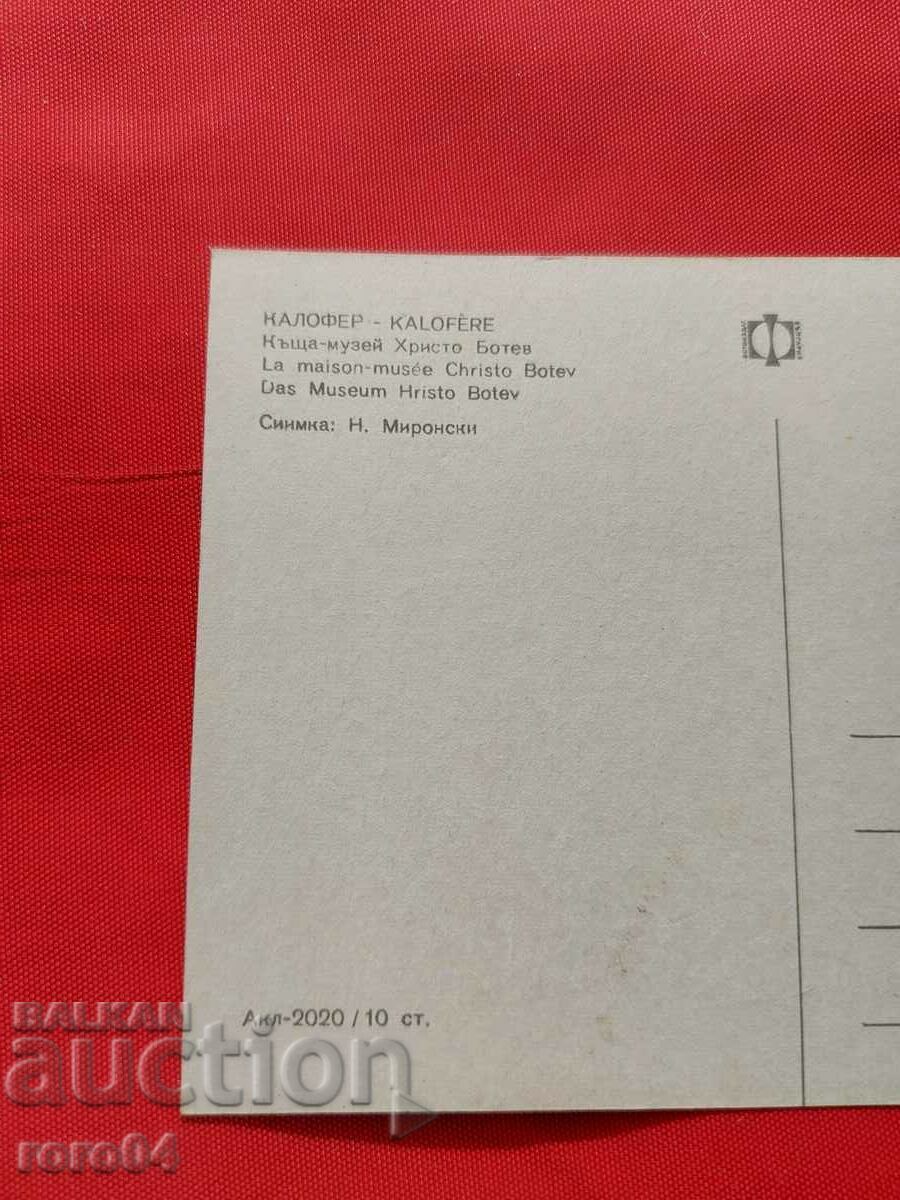 КАЛОФЕР - KALOFÈRE
Къща-музей Христо Ботев
La maison-musée Christo Botev
Das Museum Hristo Botev
Снимка: Н. Миронски
Акл-2020 / 10 ст.
BALKAN
auction
roro04